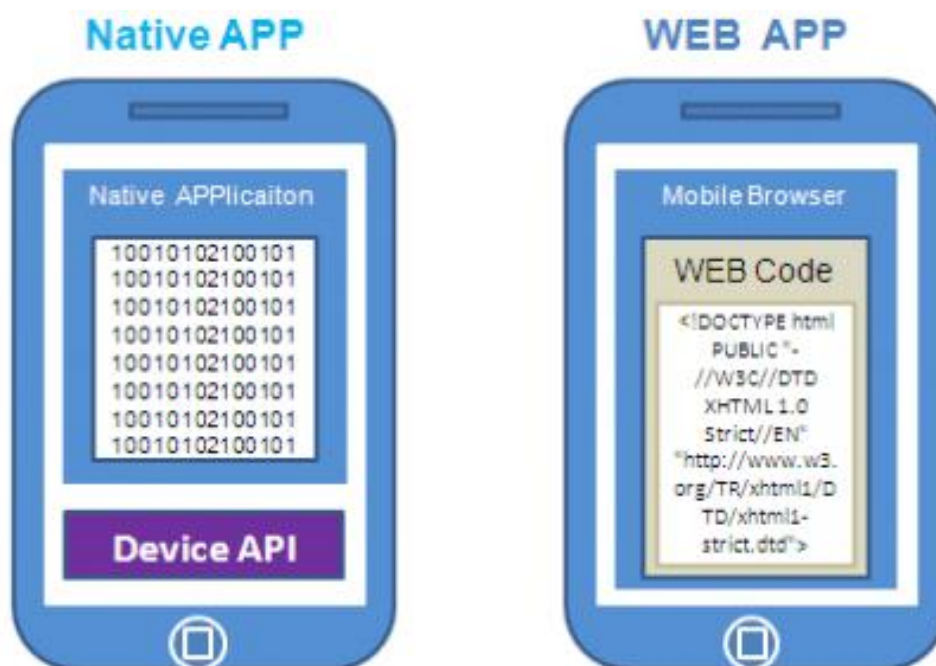 Native APP
Native APPlicaiton
10010102100101
10010102100101
10010102100101
10010102100101
10010102100101
10010102100101
10010102100101
10010102100101
Device API
WEB APP
Mobile Browser
WEB Code
<!DOCTYPE html
PUBLIC "-
//W3C//DTD
XHTML 1.0
Strict//EN"
"http://www.w3.
org/TR/xhtml1/D
TD/xhtml1-
strict.dtd">